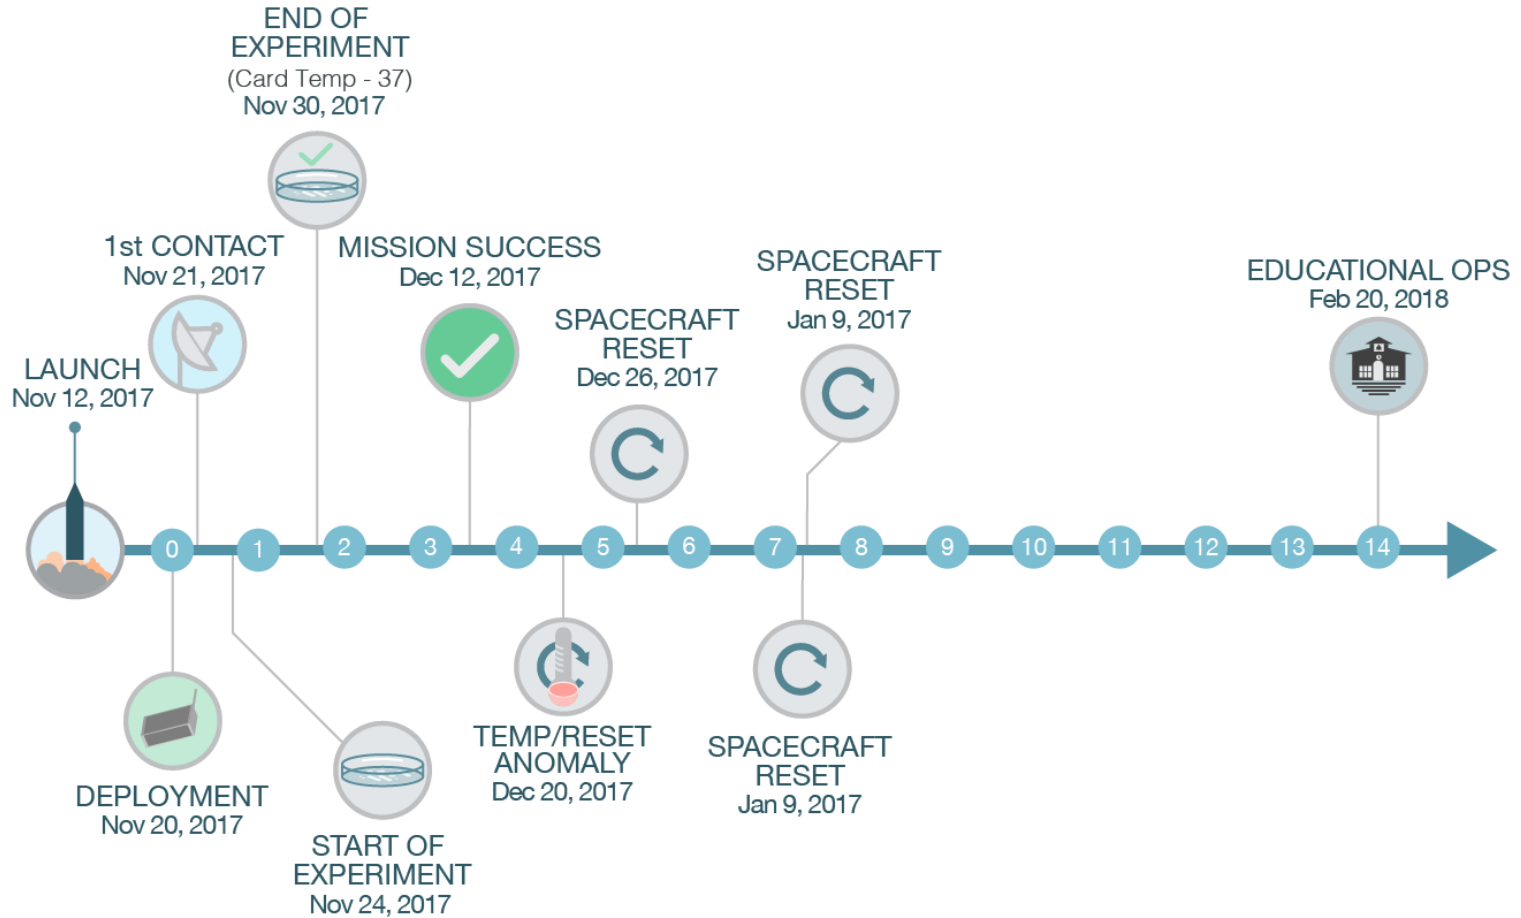 END OF
EXPERIMENT
(Card Temp - 37)
Nov 30, 2017
1st CONTACT
Nov 21, 2017
MISSION SUCCESS
Dec 12, 2017
SPACECRAFT
RESET
Jan 9, 2017
EDUCATIONAL OPS
Feb 20, 2018
SPACECRAFT
RESET
Dec 26, 2017
LAUNCH
Nov 12, 2017
0 1 2 3 4 5 6 7 8 9 10 11 12 13 14
DEPLOYMENT
Nov 20, 2017
START OF
EXPERIMENT
Nov 24, 2017
TEMP/RESET
ANOMALY
Dec 20, 2017
SPACECRAFT
RESET
Jan 9, 2017